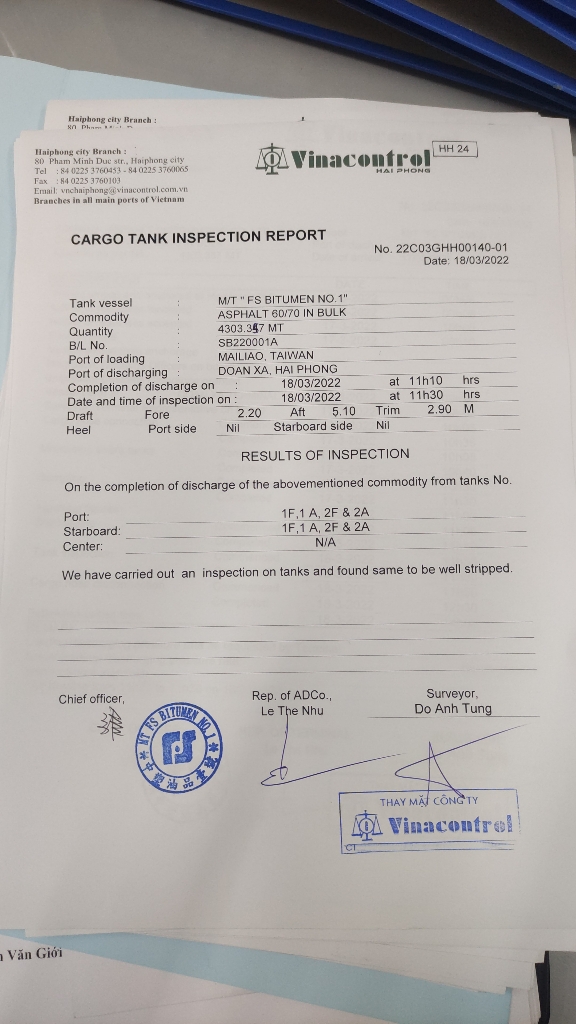 Haiphong city Branch :
Haiphong city Branch :
80 Pham Minh Duc str., Haiphong city
Tel : 84 0225 3760453 - 84 0225 3760065
Fax : 84 0225 3760103
Email: vnchaiphong@vinacontrol.com.vn
Branches in all main ports of Vietnam
Vinacontrol
HAI PHONG
HH 24
CARGO TANK INSPECTION REPORT
No. 22C03GHH00140-01
Date: 18/03/2022
Tank vessel : M/T " FS BITUMEN NO.1"
Commodity : ASPHALT 60/70 IN BULK
Quantity : 4303.357 MT
B/L No. : SB220001A
Port of loading : MAILIAO, TAIWAN
Port of discharging : DOAN XA, HAI PHONG
Completion of discharge on : 18/03/2022 at 11h10 hrs
Date and time of inspection on : 18/03/2022 at 11h30 hrs
Draft Fore 2.20 Aft 5.10 Trim 2.90 M
Heel Port side Nil Starboard side Nil
RESULTS OF INSPECTION
On the completion of discharge of the abovementioned commodity from tanks No.
Port: 1F,1 A, 2F & 2A
Starboard: 1F,1 A, 2F & 2A
Center: N/A
We have carried out an inspection on tanks and found same to be well stripped.
Chief officer,
Rep. of ADCo.,
Le The Nhu
Surveyor,
Do Anh Tung
MT FS BITUMEN NO.1
FS
THAY MẶT CÔNG TY
Vinacontrol
CT
Văn Giới